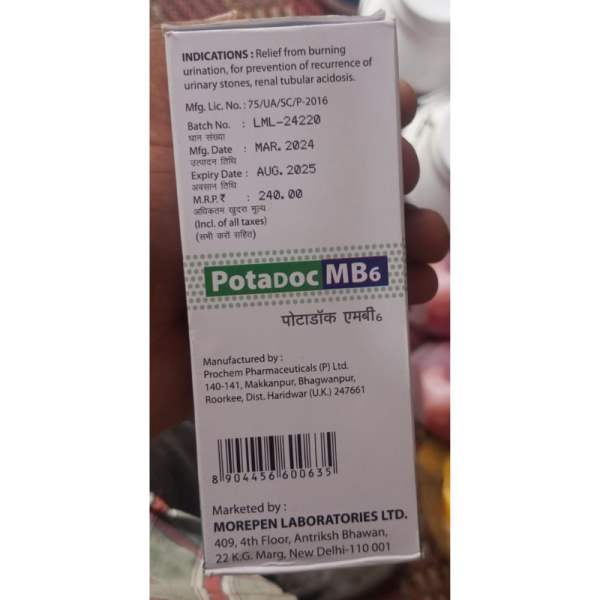 INDICATIONS : Relief from burning
urination, for prevention of recurrence of
urinary stones, renal tubular acidosis.
Mfg. Lic. No. : 75/UA/SC/P-2016
Batch No. : LML-24220
घान संख्या
Mfg. Date : MAR. 2024
उत्पादन तिथि
Expiry Date : AUG. 2025
अवसान तिथि
M.R.P.₹ : 240.00
अधिकतम खुदरा मूल्य
(Incl. of all taxes)
(सभी करों सहित)
POTADOC MB6
पोटाडॉक एमबी6
Manufactured by :
Prochem Pharmaceuticals (P) Ltd.
140-141, Makkanpur, Bhagwanpur,
Roorkee, Dist. Haridwar (U.K.) 247661
8 904456 600635
Marketed by :
MOREPEN LABORATORIES LTD.
409, 4th Floor, Antriksh Bhawan,
22 K.G. Marg, New Delhi-110 001